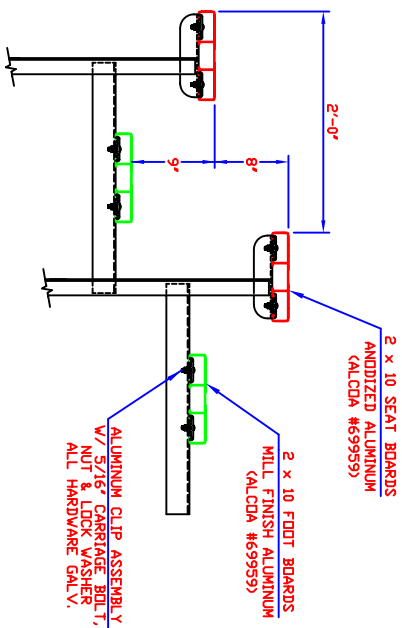 2'-0"
8"
9"
2 x 10 SEAT BOARDS
ANODIZED ALUMINUM
(ALCOA #69959)
2 x 10 FOOT BOARDS
MILL FINISH ALUMINUM
(ALCOA #69959)
ALUMINUM CLIP ASSEMBLY
W/ 5/16" CARRIAGE BOLT,
NUT & LOCK WASHER
ALL HARDWARE GALV.